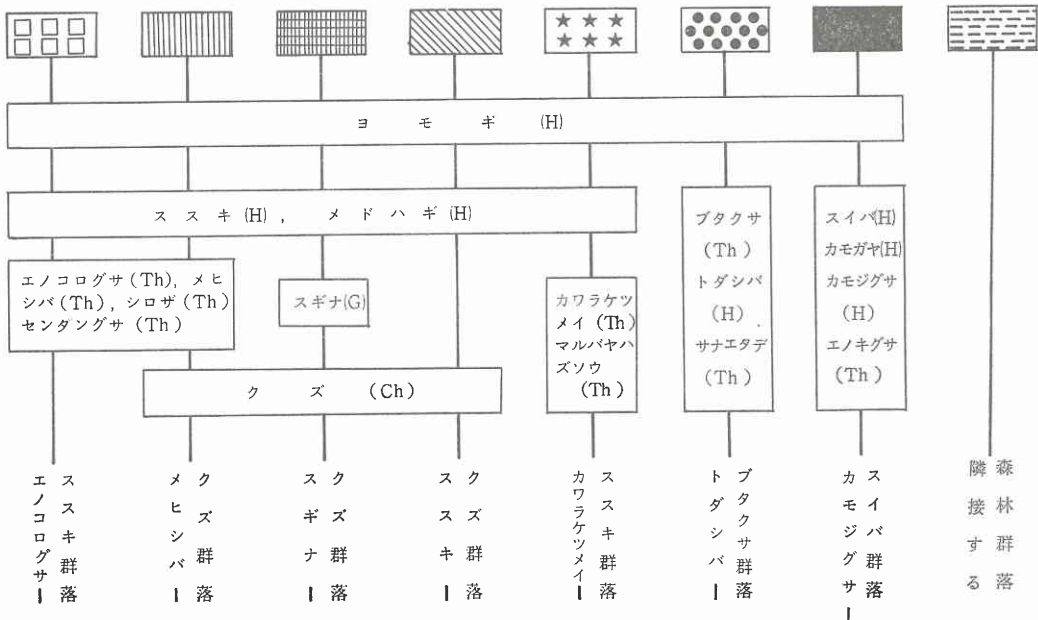 ヨモギ (H)
ススキ(H), メドハギ(H)
エノコログサ(Th), メヒ
シバ(Th), シロザ(Th)
センダングサ(Th)
スギナ(G)
カワラケツ
メイ(Th)
マルバヤハ
ズソウ
(Th)
ブタクサ
(Th)
トダシバ
(H)
サナエタデ
(Th)
スイバ(H)
カモガヤ(H)
カモジグサ
(H)
エノキグサ
(Th)
クズ (Ch)
エノコログサー
ススキ群落
メヒシバー
クズ群落
スギナー
クズ群落
ススキー
クズ群落
カワラケツメイー
ススキ群落
トダシバー
ブタクサ群落
カモジグサー
スイバ群落
隣接する
森林群落